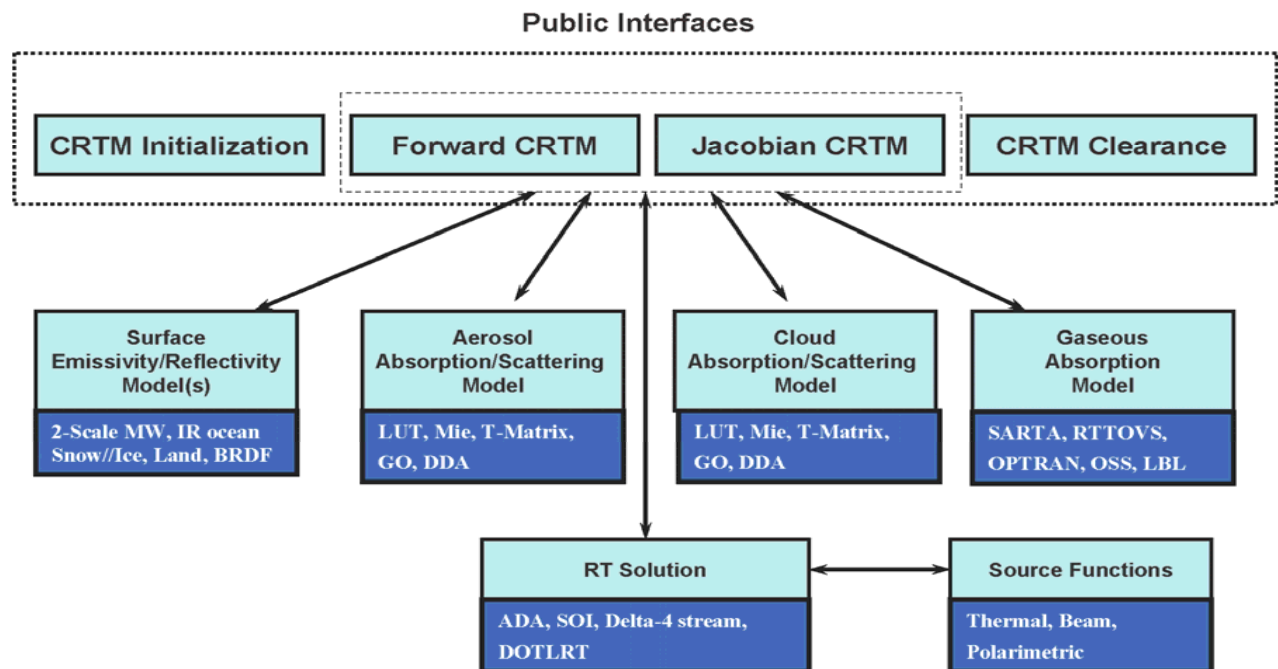 Public Interfaces
CRTM Initialization
Forward CRTM
Jacobian CRTM
CRTM Clearance
Surface
Emissivity/Reflectivity
Model(s)
2-Scale MW, IR ocean
Snow//Ice, Land, BRDF
Aerosol
Absorption/Scattering
Model
LUT, Mie, T-Matrix,
GO, DDA
Cloud
Absorption/Scattering
Model
LUT, Mie, T-Matrix,
GO, DDA
Gaseous
Absorption
Model
SARTA, RTTOVS,
OPTRAN, OSS, LBL
RT Solution
ADA, SOI, Delta-4 stream,
DOTLRT
Source Functions
Thermal, Beam,
Polarimetric